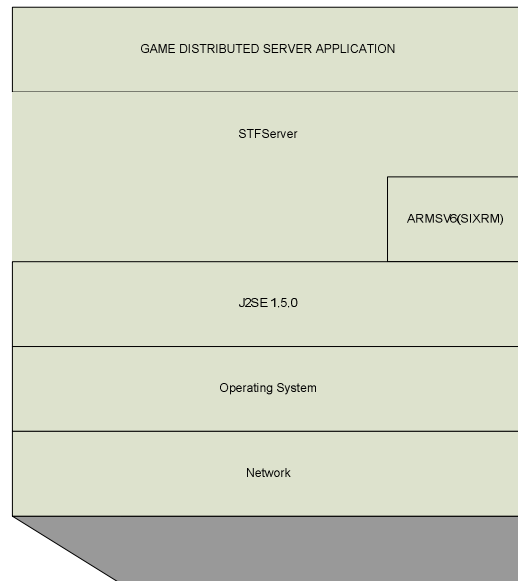 GAME DISTRIBUTED SERVER APPLICATION
STFServer
ARMSV6(SIXRM)
J2SE 1.5.0
Operating System
Network